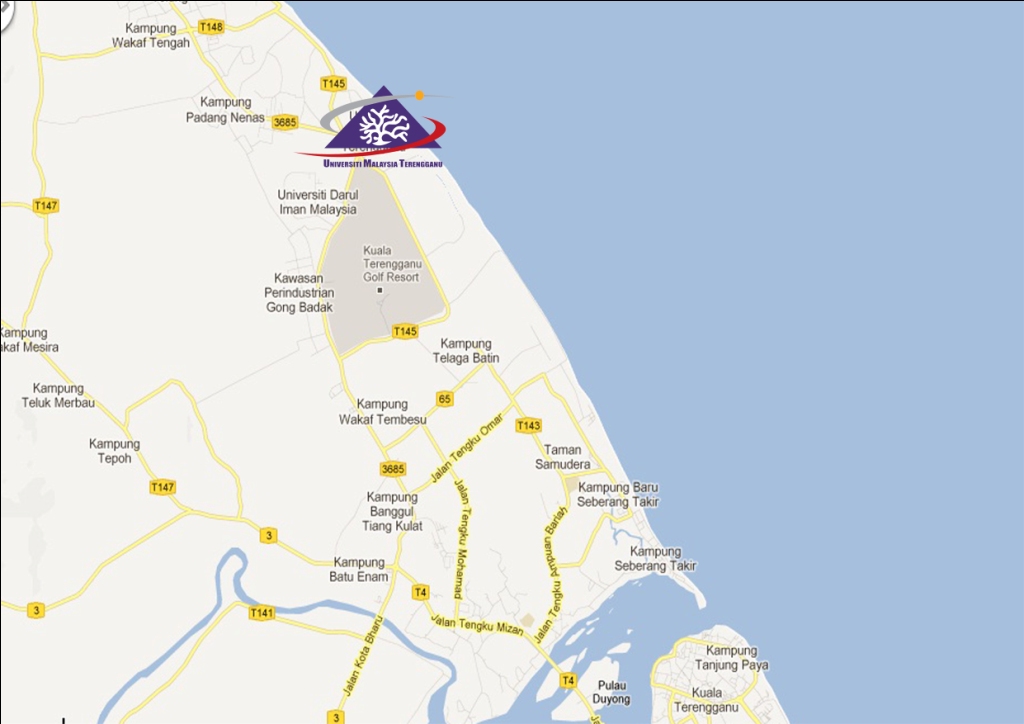 Kampung
Wakaf Tengah
T148
T145
Kampung
Padang Nenas
3685
UNIVERSITI MALAYSIA TERENGGANU
Universiti Darul
Iman Malaysia
T147
Kuala
Terengganu
Golf Resort
Kawasan
Perindustrian
Gong Badak
T145
Kampung
Telaga Batin
Kampung
Teluk Merbau
65
Kampung
Wakaf Tembesu
Jalan Tengku Omar
T143
Kampung
Tepoh
Taman
Samudera
3685
T147
Kampung Baru
Seberang Takir
Kampung
Banggul
Tiang Kulat
Jalan Tengku Mohamad
Jalan Tengku Ampuan Bariah
3
Kampung
Seberang Takir
Kampung
Batu Enam
T4
3
T141
Jalan Tengku Mizan
Jalan Kota Bharu
Kampung
Tanjung Paya
T4
Pulau
Duyong
Kuala
Terengganu
3